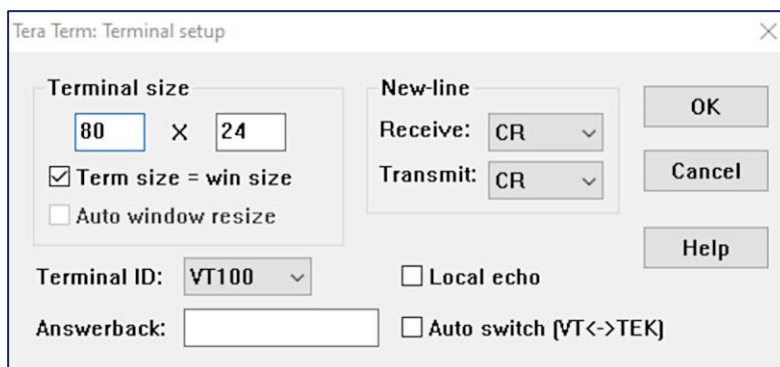 Tera Term: Terminal setup
Terminal size
80 X 24
Term size = win size
Auto window resize
New-line
Receive: CR
Transmit: CR
OK
Cancel
Help
Terminal ID: VT100
Local echo
Answerback:
Auto switch (VT<->TEK)